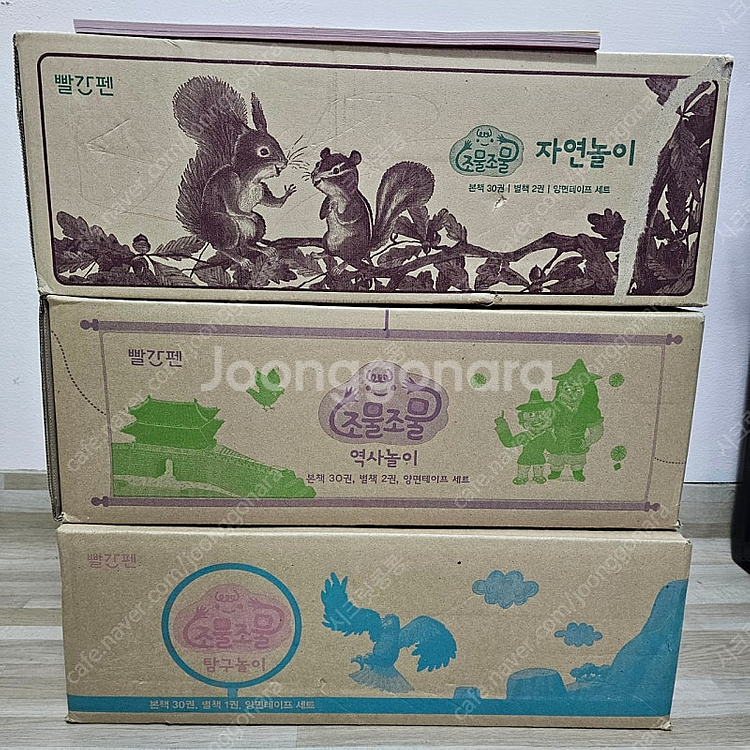 빨간펜
조물조물 자연놀이
본책 30권 | 별책 2권 | 양면테이프 세트
빨간펜
Joonggonara
조물조물
역사놀이
본책 30권, 별책 2권, 양면테이프 세트
빨간펜
조물조물
탐구놀이
본책 30권, 별책 1권, 양면테이프 세트
cafe.naver.com/joonggonara